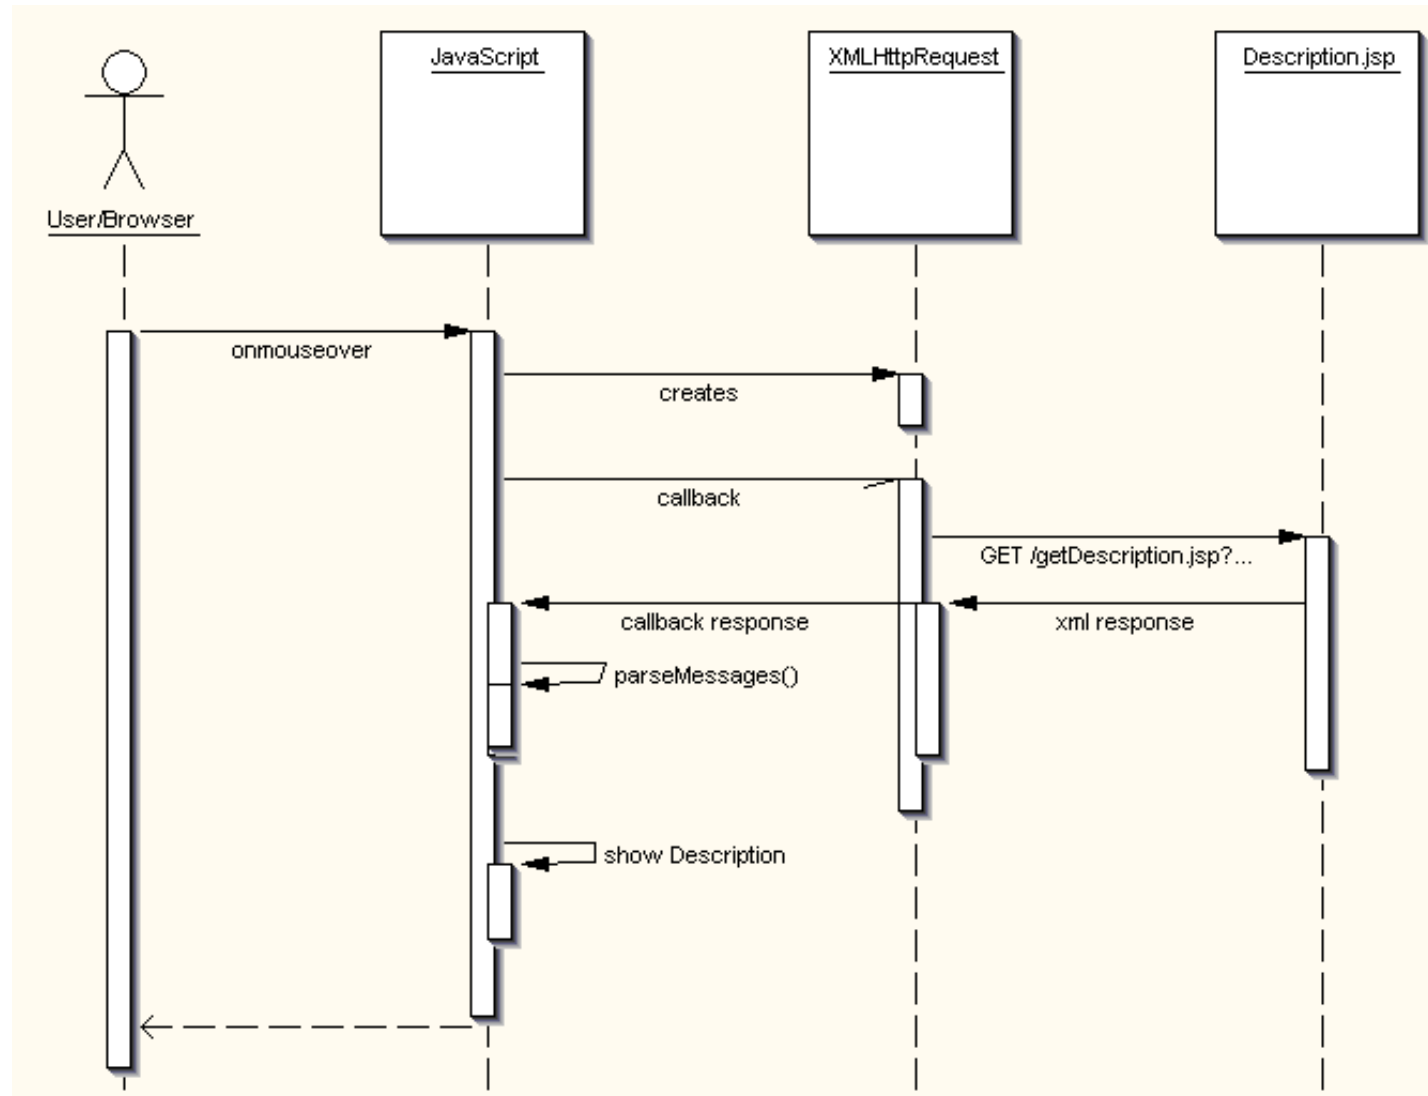 JavaScript
XMLHttpRequest
Description.jsp
User/Browser
onmouseover
creates
callback
GET /getDescription.jsp?...
callback response
xml response
parseMessages()
show Description